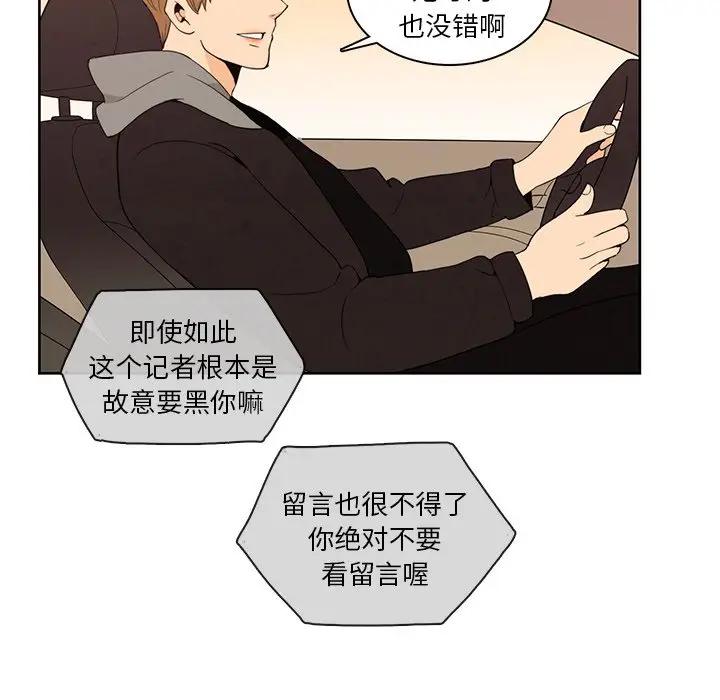 也没错啊
即使如此
这个记者根本是
故意要黑你嘛
留言也很不得了
你绝对不要
看留言喔